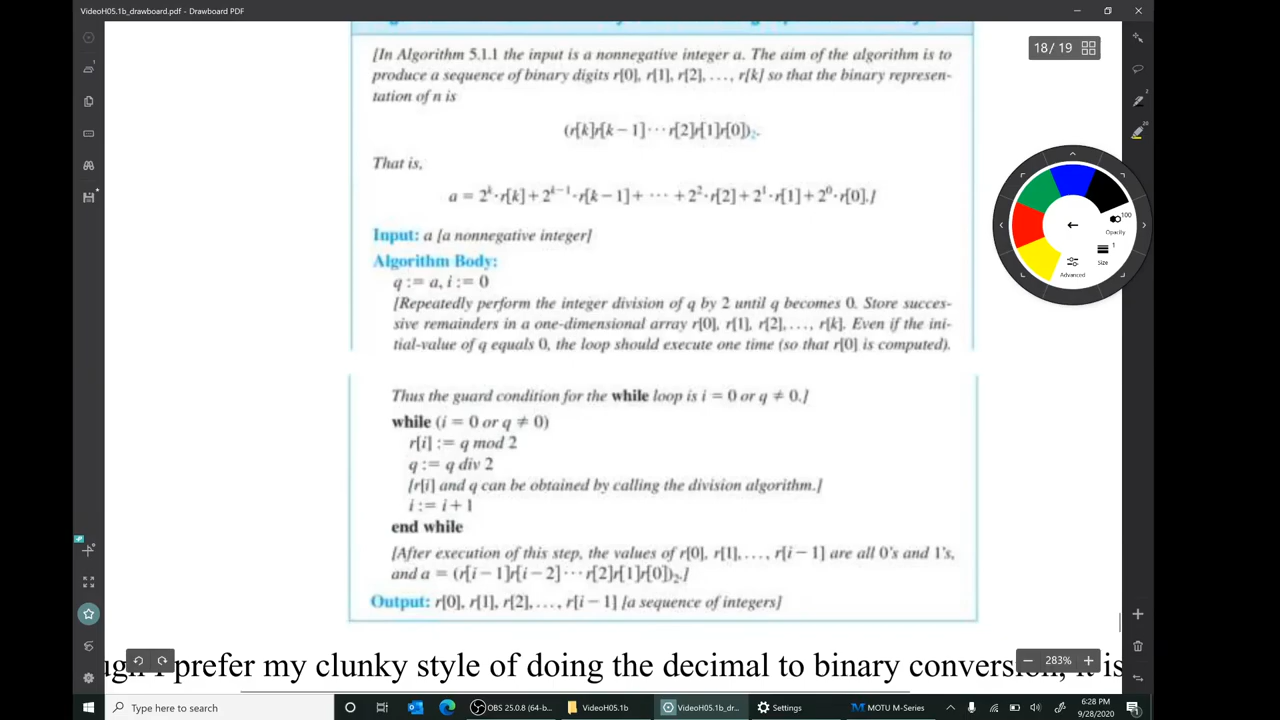 VideoH05.1b_drawboard.pdf - Drawboard PDF
18 / 19
[In Algorithm 5.1.1 the input is a nonnegative integer a. The aim of the algorithm is to
produce a sequence of binary digits r[0], r[1], r[2], …, r[k] so that the binary represen-
tation of n is
(r[k]r[k − 1] ··· r[2]r[1]r[0])₂.
That is,
a = 2ᵏ·r[k] + 2ᵏ⁻¹·r[k − 1] + ··· + 2²·r[2] + 2¹·r[1] + 2⁰·r[0].]
Input: a [a nonnegative integer]
Algorithm Body:
q := a, i := 0
[Repeatedly perform the integer division of q by 2 until q becomes 0. Store succes-
sive remainders in a one-dimensional array r[0], r[1], r[2], …, r[k]. Even if the ini-
tial-value of q equals 0, the loop should execute one time (so that r[0] is computed).
Thus the guard condition for the while loop is i = 0 or q ≠ 0.]
while (i = 0 or q ≠ 0)
r[i] := q mod 2
q := q div 2
[r[i] and q can be obtained by calling the division algorithm.]
i := i + 1
end while
[After execution of this step, the values of r[0], r[1], …, r[i − 1] are all 0's and 1's,
and a = (r[i − 1]r[i − 2] ··· r[2]r[1]r[0])₂.]
Output: r[0], r[1], r[2], …, r[i − 1] [a sequence of integers]
100
Opacity
1
Size
Advanced
2
20
prefer my clunky style of doing the decimal to binary conversion, it is
283%
Type here to search
OBS 25.0.8 (64-b...
VideoH05.1b
VideoH05.1b_dr...
Settings
MOTU M-Series
6:28 PM
9/28/2020